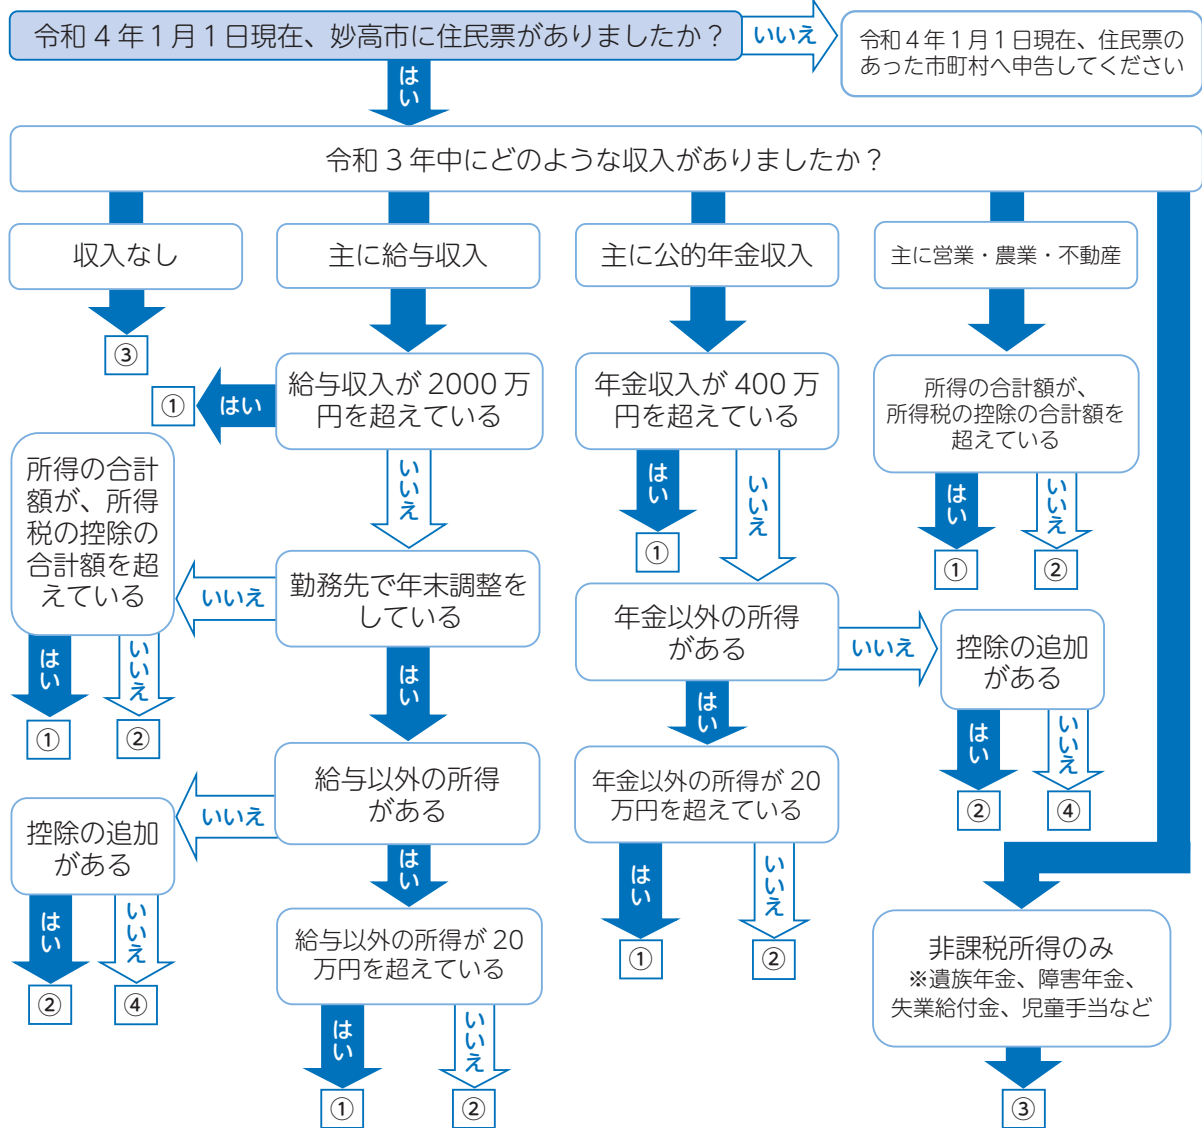 令和４年１月１日現在、妙高市に住民票がありましたか？
いいえ
令和４年１月１日現在、住民票の
あった市町村へ申告してください
はい
令和３年中にどのような収入がありましたか？
収入なし
③
主に給与収入
給与収入が 2000 万
円を超えている
はい
①
いいえ
勤務先で年末調整を
している
いいえ
所得の合計
額が、所得
税の控除の
合計額を超
えている
はい
①
いいえ
②
はい
給与以外の所得
がある
いいえ
控除の追加
がある
はい
②
いいえ
④
はい
給与以外の所得が 20
万円を超えている
はい
①
いいえ
②
主に公的年金収入
年金収入が 400 万
円を超えている
はい
①
いいえ
年金以外の所得
がある
いいえ
控除の追加
がある
はい
②
いいえ
④
はい
年金以外の所得が 20
万円を超えている
はい
①
いいえ
②
主に営業・農業・不動産
所得の合計額が、
所得税の控除の合計額を
超えている
はい
①
いいえ
②
非課税所得のみ
※遺族年金、障害年金、
失業給付金、児童手当など
③